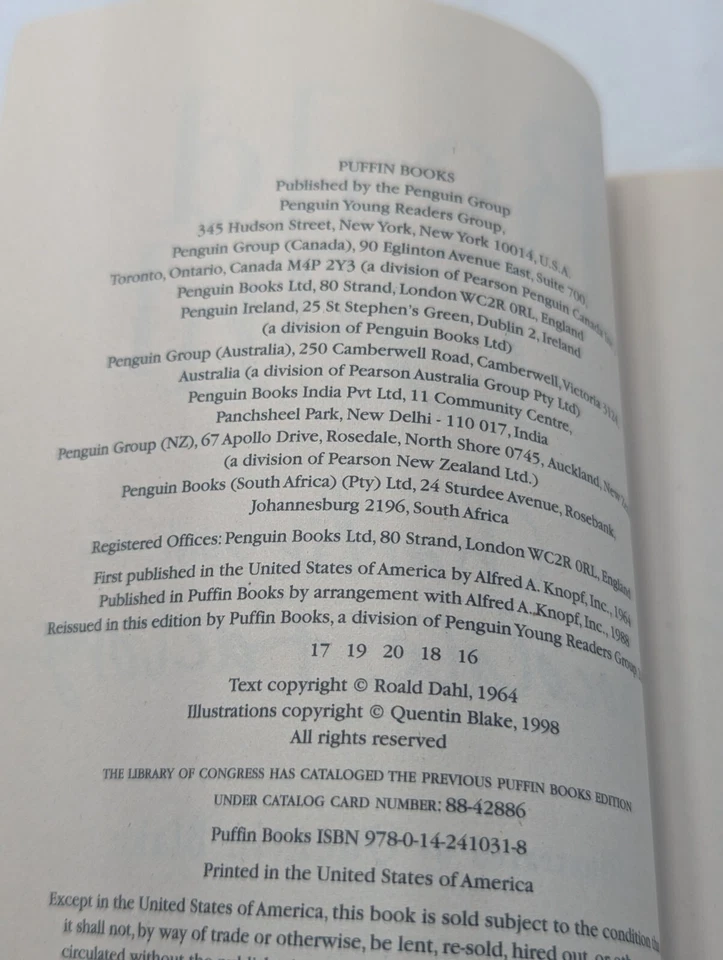 PUFFIN BOOKS
Published by the Penguin Group
Penguin Young Readers Group,
345 Hudson Street, New York, New York 10014, U.S.A.
Penguin Group (Canada), 90 Eglinton Avenue East, Suite 700,
Toronto, Ontario, Canada M4P 2Y3 (a division of Pearson Penguin Canada
Penguin Books Ltd, 80 Strand, London WC2R 0RL, England
Penguin Ireland, 25 St Stephen's Green, Dublin 2, Ireland
(a division of Penguin Books Ltd)
Penguin Group (Australia), 250 Camberwell Road, Camberwell, Victoria 3124,
Australia (a division of Pearson Australia Group Pty Ltd)
Penguin Books India Pvt Ltd, 11 Community Centre,
Panchsheel Park, New Delhi - 110 017, India
Penguin Group (NZ), 67 Apollo Drive, Rosedale, North Shore 0745, Auckland, New
(a division of Pearson New Zealand Ltd.)
Penguin Books (South Africa) (Pty) Ltd, 24 Sturdee Avenue, Rosebank,
Johannesburg 2196, South Africa
Registered Offices: Penguin Books Ltd, 80 Strand, London WC2R 0RL, England
First published in the United States of America by Alfred A. Knopf, Inc., 1964
Published in Puffin Books by arrangement with Alfred A. Knopf, Inc., 1988
Reissued in this edition by Puffin Books, a division of Penguin Young Readers Group,
17 19 20 18 16
Text copyright © Roald Dahl, 1964
Illustrations copyright © Quentin Blake, 1998
All rights reserved
THE LIBRARY OF CONGRESS HAS CATALOGED THE PREVIOUS PUFFIN BOOKS EDITION
UNDER CATALOG CARD NUMBER: 88-42886
Puffin Books ISBN 978-0-14-241031-8
Printed in the United States of America
Except in the United States of America, this book is sold subject to the condition
it shall not, by way of trade or otherwise, be lent, re-sold, hired out, or
circulated without the